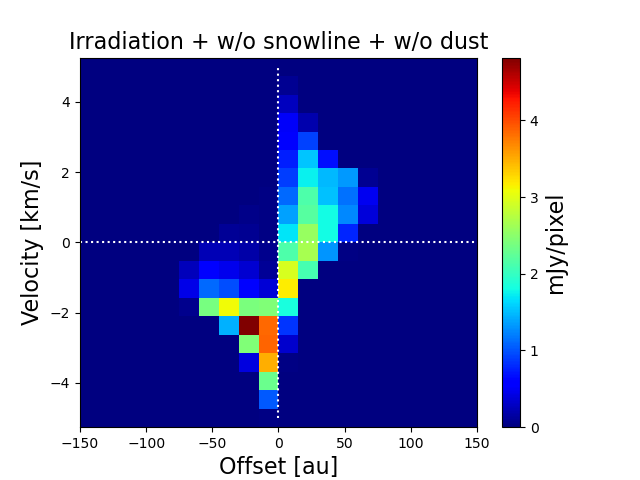 Irradiation + w/o snowline + w/o dust
Velocity [km/s]
4
2
0
−2
−4
−150 −100 −50 0 50 100 150
Offset [au]
4
3
2
1
0
mJy/pixel